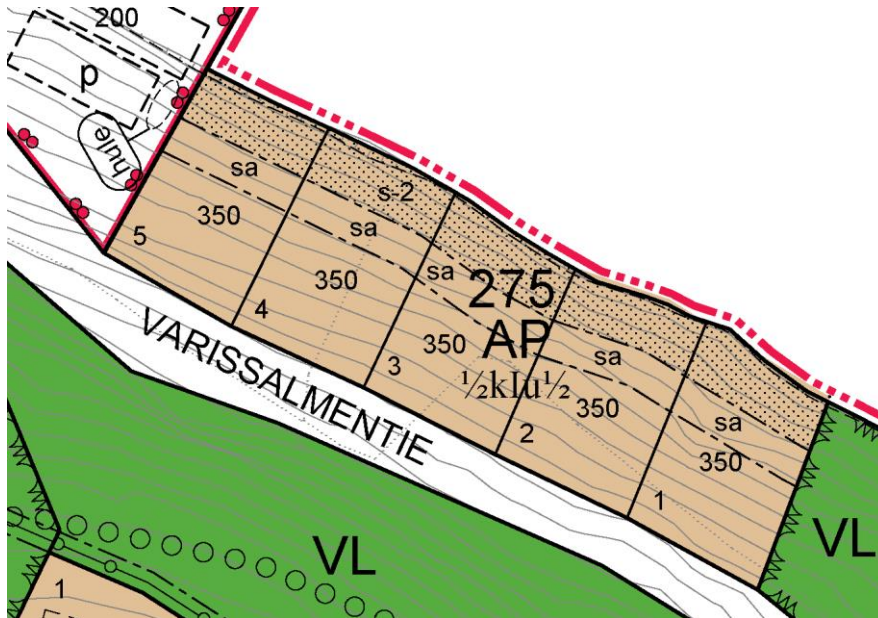 200
p
hule
sa
s-2
350
sa
5
350
sa
275
4
AP
350
sa
½kIu½
3
350
sa
2
350
1
VARISSALMENTIE
VL
VL
1